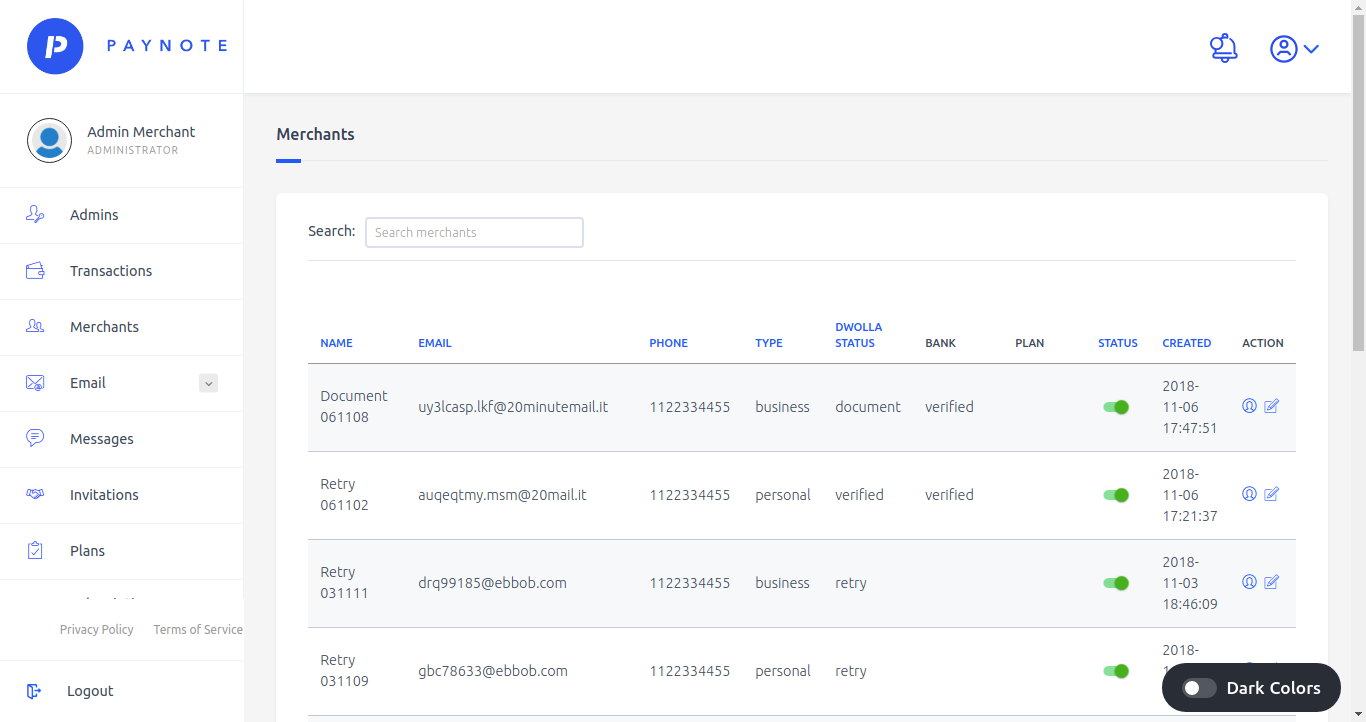 PAYNOTE
Admin Merchant
ADMINISTRATOR
Admins
Transactions
Merchants
Email
Messages
Invitations
Plans
Privacy Policy Terms of Service
Logout
Merchants
Search: Search merchants
NAME EMAIL PHONE TYPE DWOLLA STATUS BANK PLAN STATUS CREATED ACTION
Document 061108 uy3lcasp.lkf@20minutemail.it 1122334455 business document verified 2018-11-06 17:47:51
Retry 061102 auqeqtmy.msm@20mail.it 1122334455 personal verified verified 2018-11-06 17:21:37
Retry 031111 drq99185@ebbob.com 1122334455 business retry 2018-11-03 18:46:09
Retry 031109 gbc78633@ebbob.com 1122334455 personal retry 2018-
Dark Colors